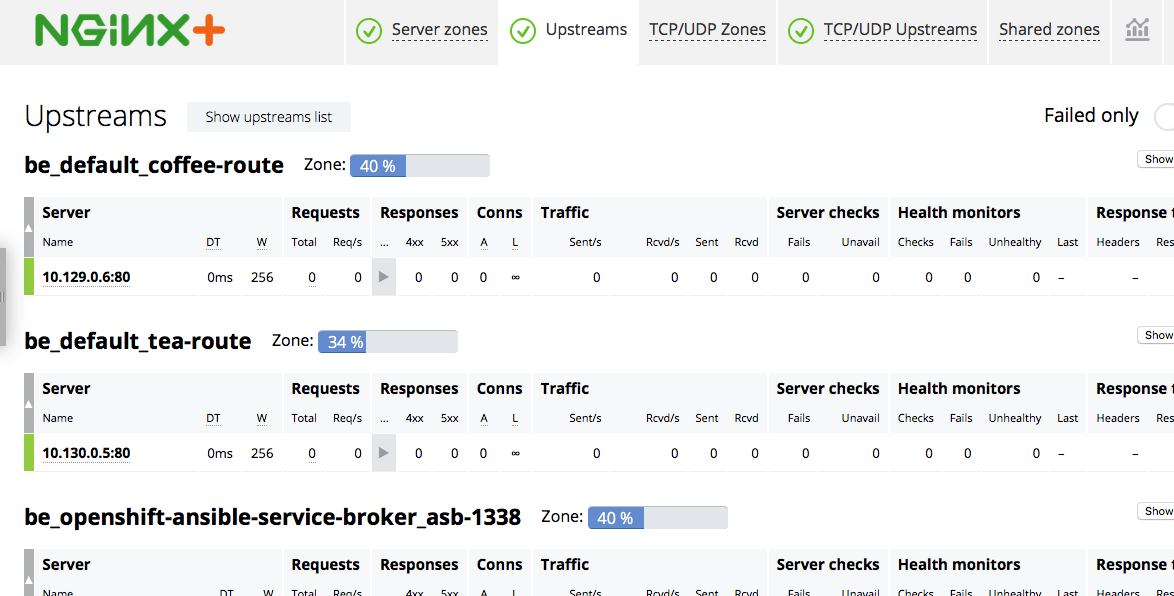 NGINX+ Server zones Upstreams TCP/UDP Zones TCP/UDP Upstreams Shared zones
Upstreams Show upstreams list Failed only
be_default_coffee-route Zone: 40 % Show
Server Requests Responses Conns Traffic Server checks Health monitors Response
Name DT W Total Req/s ... 4xx 5xx A L Sent/s Rcvd/s Sent Rcvd Fails Unavail Checks Fails Unhealthy Last Headers Res
10.129.0.6:80 0ms 256 0 0 0 0 0 ∞ 0 0 0 0 0 0 0 0 0 – –
be_default_tea-route Zone: 34 % Show
Server Requests Responses Conns Traffic Server checks Health monitors Response
Name DT W Total Req/s ... 4xx 5xx A L Sent/s Rcvd/s Sent Rcvd Fails Unavail Checks Fails Unhealthy Last Headers Res
10.130.0.5:80 0ms 256 0 0 0 0 0 ∞ 0 0 0 0 0 0 0 0 0 – –
be_openshift-ansible-service-broker_asb-1338 Zone: 40 % Show
Server Requests Responses Conns Traffic Server checks Health monitors Response
Name DT W Total Req/s ... 4xx 5xx A L Sent/s Rcvd/s Sent Rcvd Fails Unavail Checks Fails Unhealthy Last Headers Res